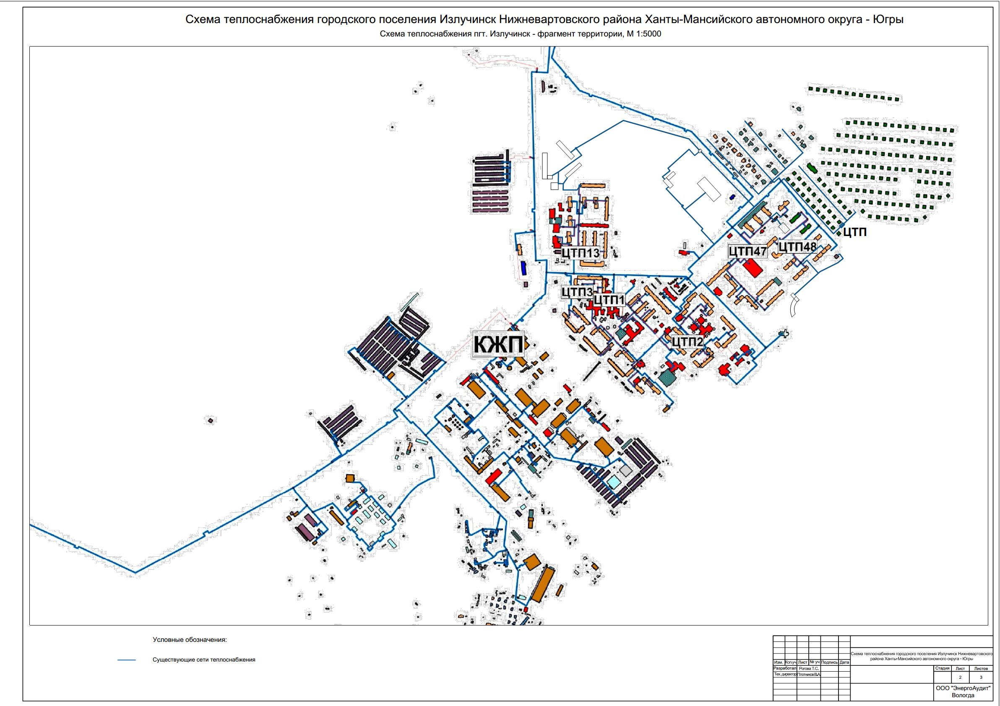 Схема теплоснабжения городского поселения Излучинск Нижневартовского района Ханты-Мансийского автономного округа - Югры
Схема теплоснабжения пгт. Излучинск - фрагмент территории, М 1:5000
ЦТП
ЦТП13
ЦТП47
ЦТП48
ЦТП3
ЦТП1
ЦТП2
КЖП
Условные обозначения:
Существующие сети теплоснабжения
Схема теплоснабжения городского поселения Излучинск Нижневартовского
района Ханты-Мансийского автономного округа - Югры
Изм. Кол.уч. Лист № уч Подпись Дата
Разработал Рогова Т.С.
Стадия Лист Листов
Тех. директор Плотников В.А.
2 3
ООО "ЭнергоАудит"
Вологда